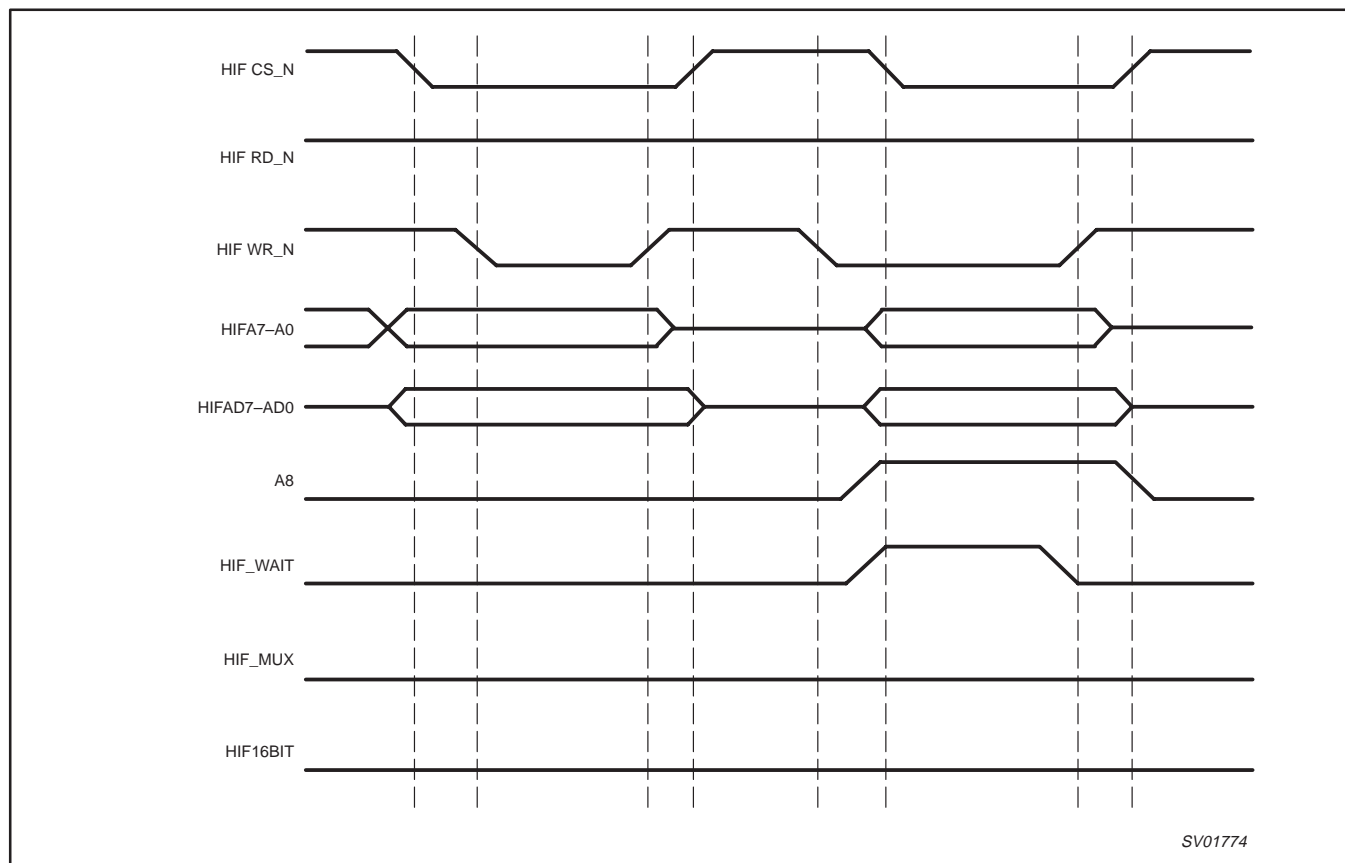 HIF CS_N
HIF RD_N
HIF WR_N
HIFA7–A0
HIFAD7–AD0
A8
HIF_WAIT
HIF_MUX
HIF16BIT
SV01774